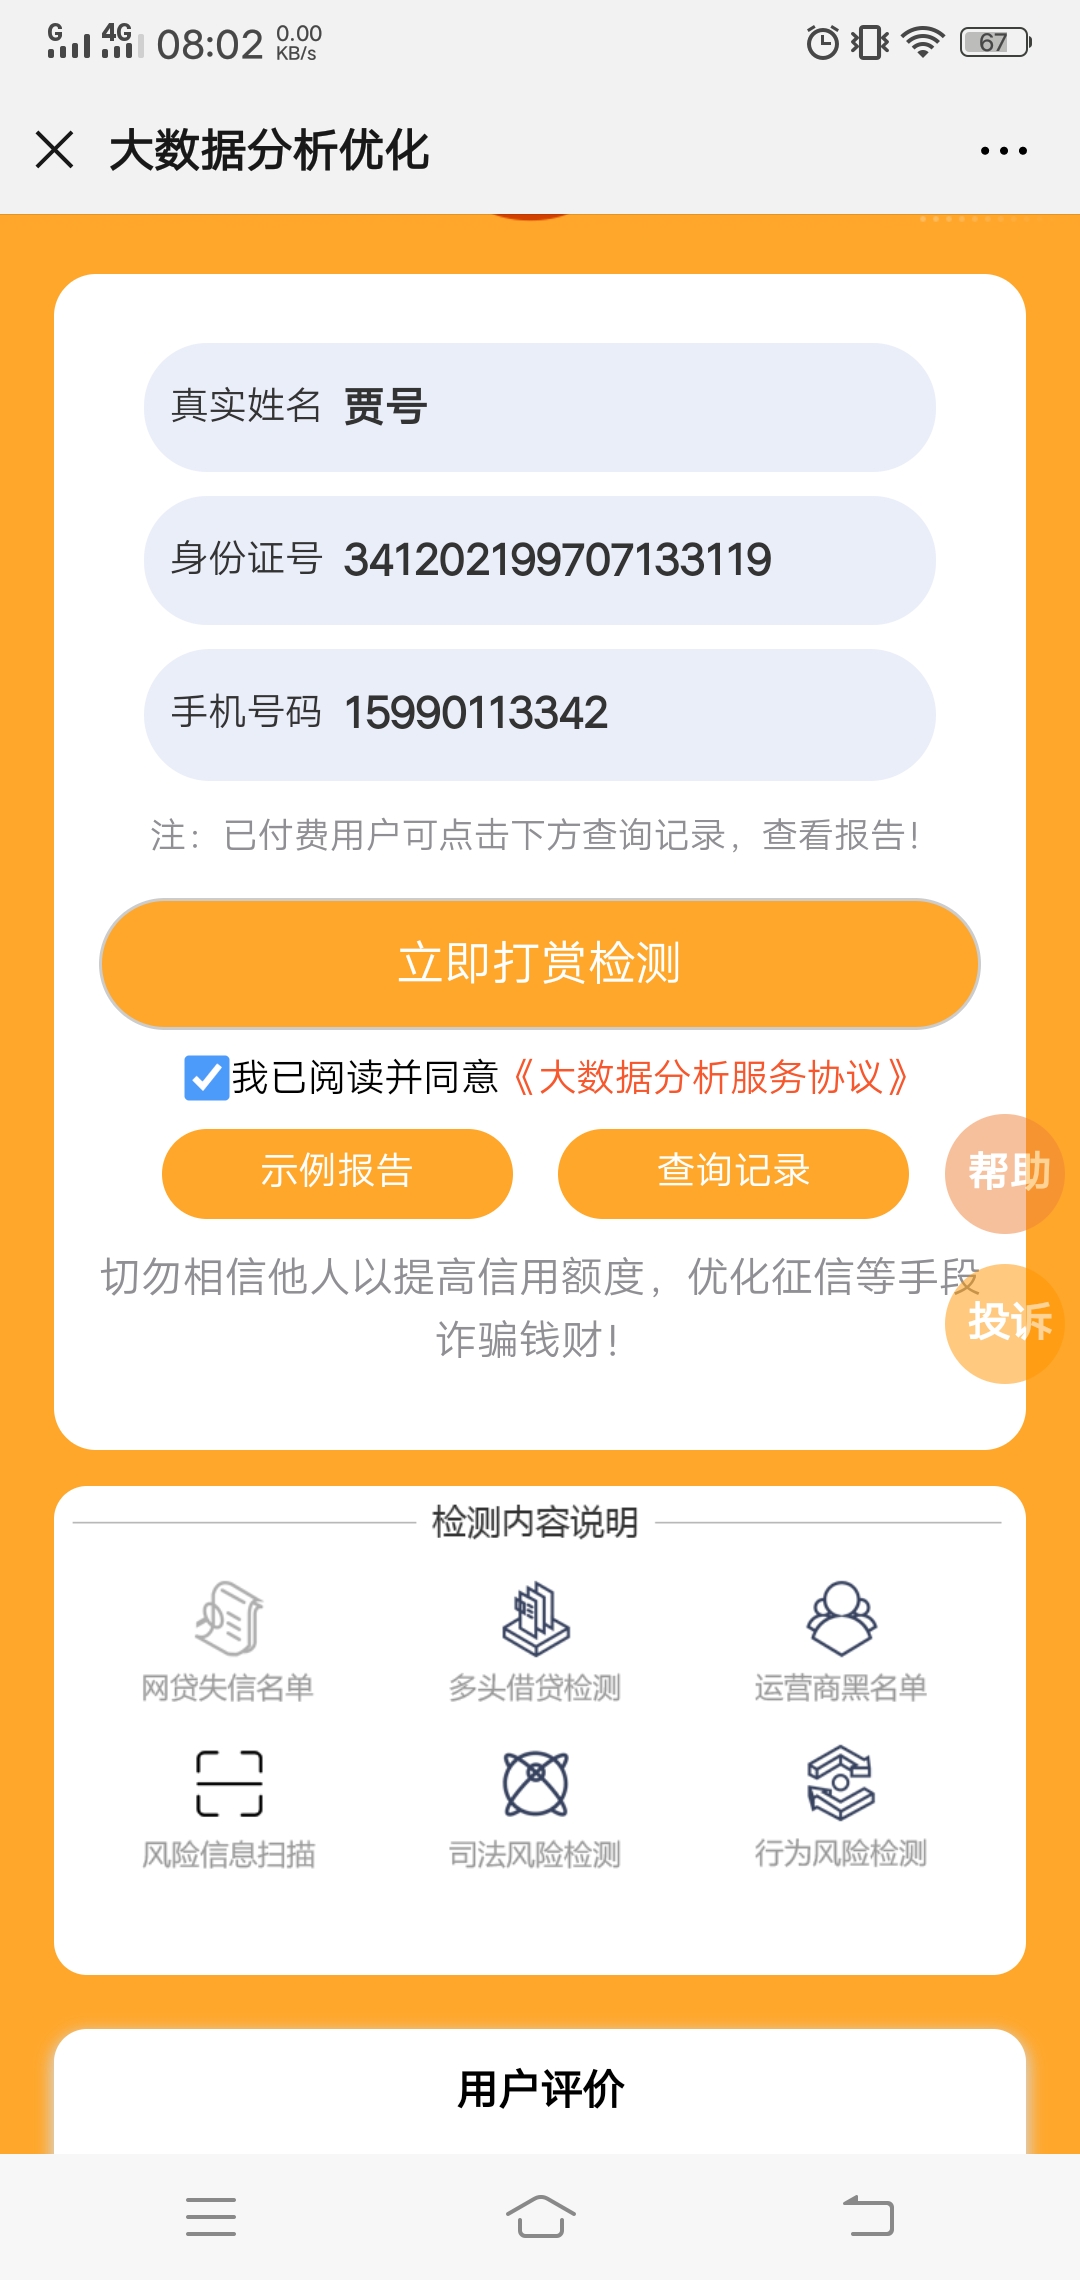 G 4G 08:02 0.00 KB/s 67
大数据分析优化
真实姓名 贾号
身份证号 341202199707133119
手机号码 15990113342
注：已付费用户可点击下方查询记录，查看报告！
立即打赏检测
我已阅读并同意《大数据分析服务协议》
示例报告 查询记录
帮助
切勿相信他人以提高信用额度，优化征信等手段
诈骗钱财！
投诉
检测内容说明
网贷失信名单 多头借贷检测 运营商黑名单
风险信息扫描 司法风险检测 行为风险检测
用户评价